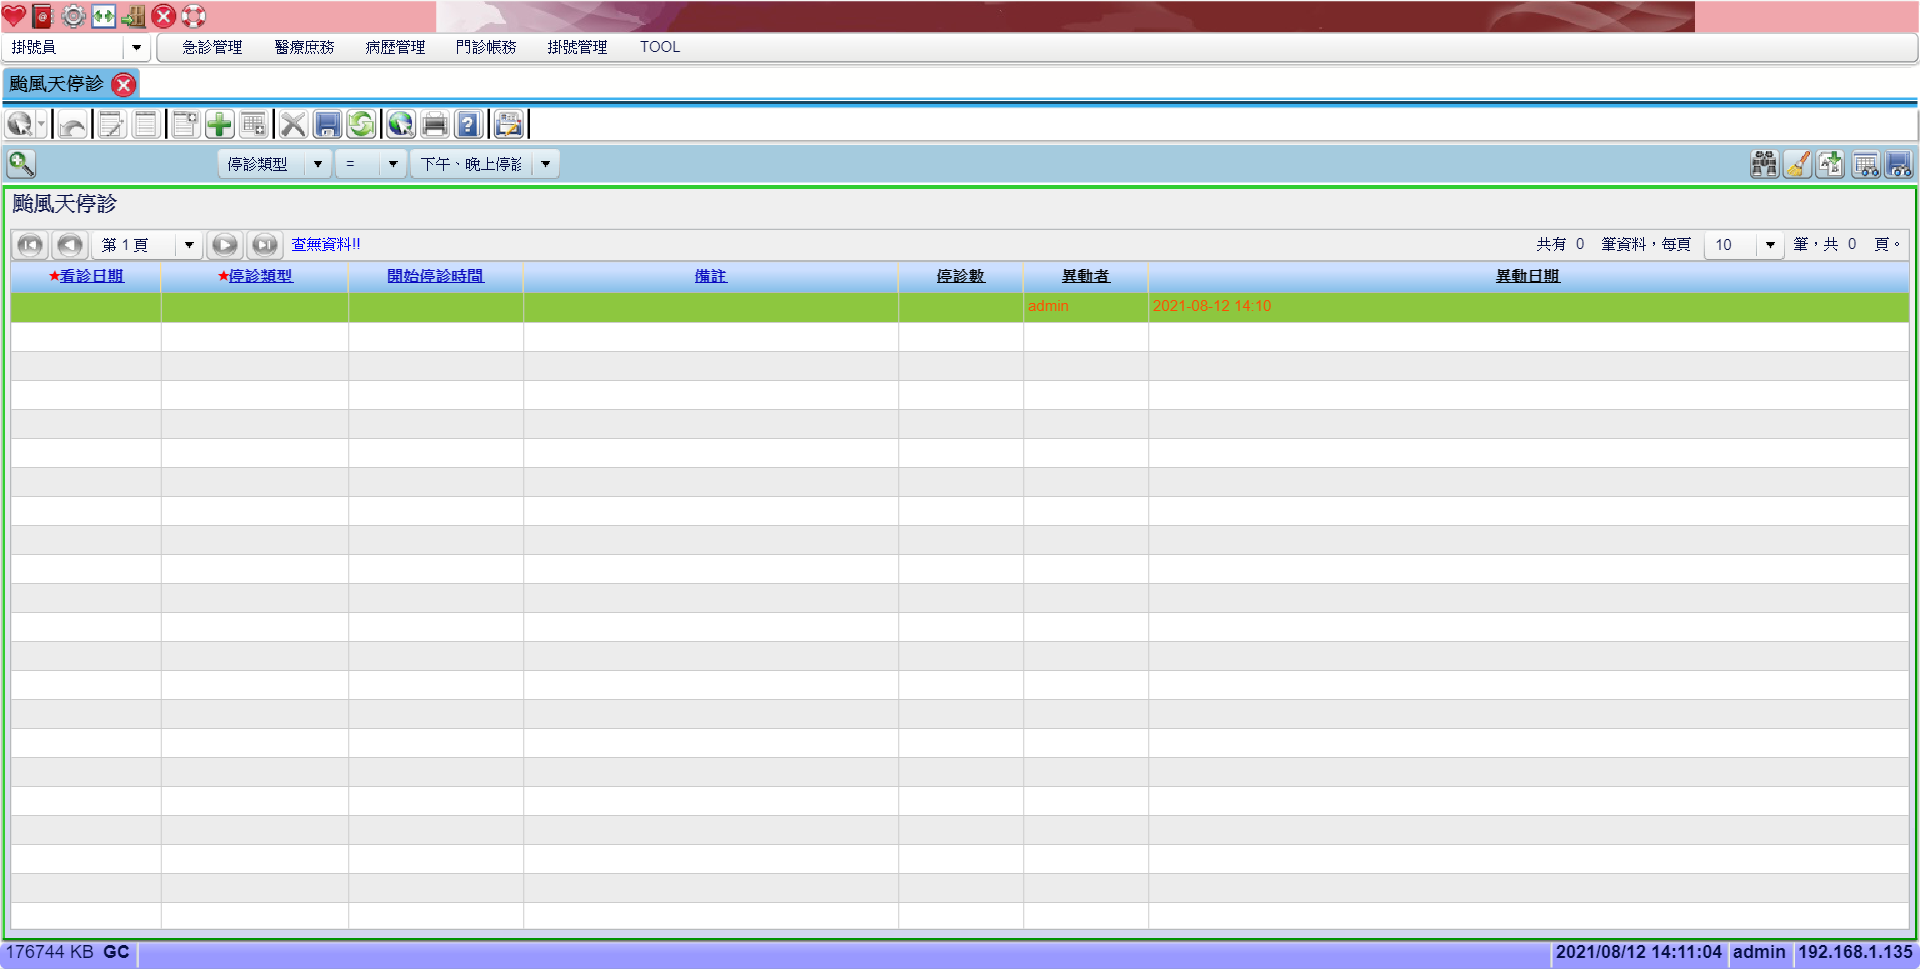 掛號員 急診管理 醫療庶務 病歷管理 門診帳務 掛號管理 TOOL
颱風天停診
停診類型 = 下午、晚上停診
颱風天停診
第 1 頁 查無資料!! 共有 0 筆資料，每頁 10 筆，共 0 頁。
★看診日期 ★停診類型 開始停診時間 備註 停診數 異動者 異動日期
admin 2021-08-12 14:10
176744 KB GC 2021/08/12 14:11:04 admin 192.168.1.135